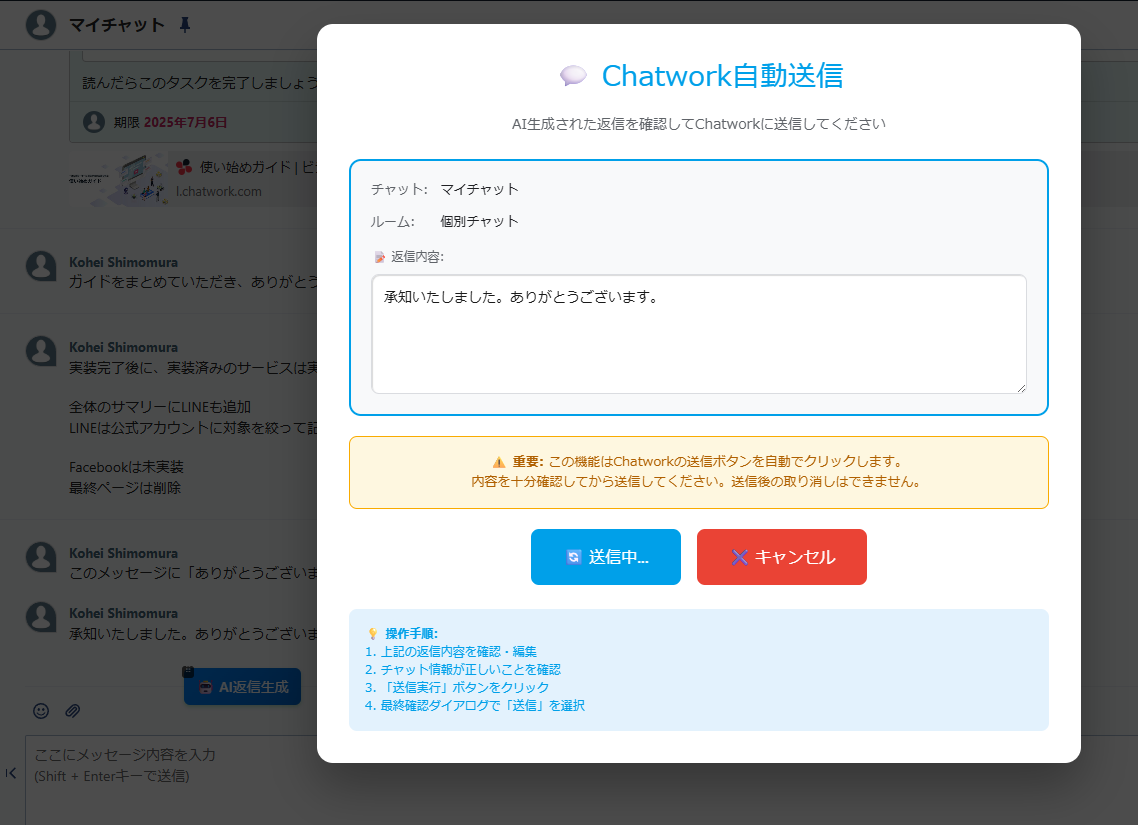 マイチャット
読んだらこのタスクを完了しましょう
期限 2025年7月6日
使い始めガイド | ビ
l.chatwork.com
Kohei Shimomura
ガイドをまとめていただき、ありがとう
Kohei Shimomura
実装完了後に、実装済みのサービスは実
全体のサマリーにLINEも追加
LINEは公式アカウントに対象を絞って記
Facebookは未実装
最終ページは削除
Kohei Shimomura
このメッセージに「ありがとうございま
Kohei Shimomura
承知いたしました。ありがとうございま
AI返信生成
ここにメッセージ内容を入力
(Shift + Enterキーで送信)
Chatwork自動送信
AI生成された返信を確認してChatworkに送信してください
チャット: マイチャット
ルーム: 個別チャット
返信内容:
承知いたしました。ありがとうございます。
重要: この機能はChatworkの送信ボタンを自動でクリックします。
内容を十分確認してから送信してください。送信後の取り消しはできません。
送信中...
キャンセル
操作手順:
1. 上記の返信内容を確認・編集
2. チャット情報が正しいことを確認
3. 「送信実行」ボタンをクリック
4. 最終確認ダイアログで「送信」を選択